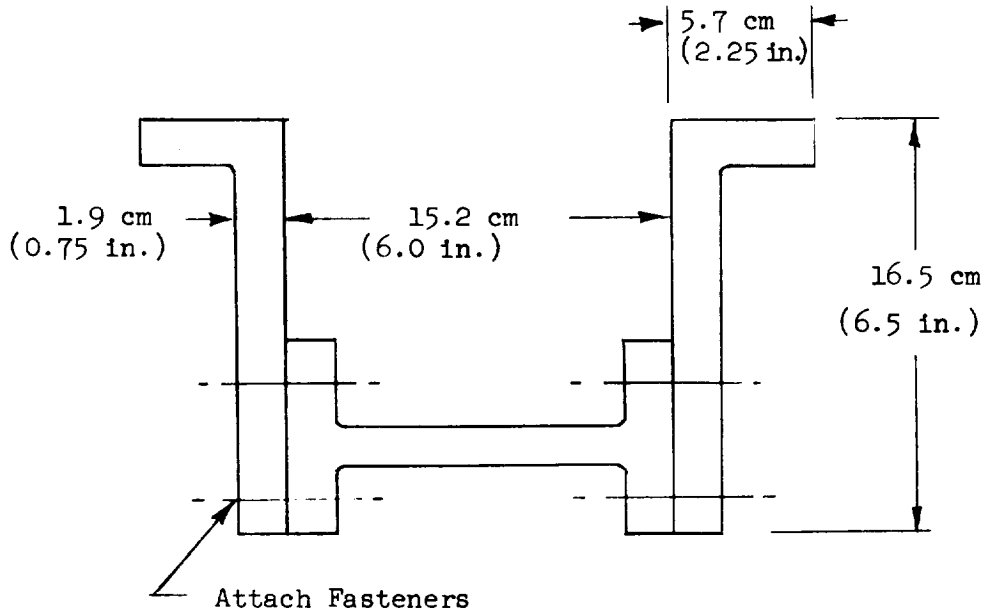 5.7 cm
(2.25 in.)
1.9 cm
(0.75 in.)
15.2 cm
(6.0 in.)
16.5 cm
(6.5 in.)
Attach Fasteners